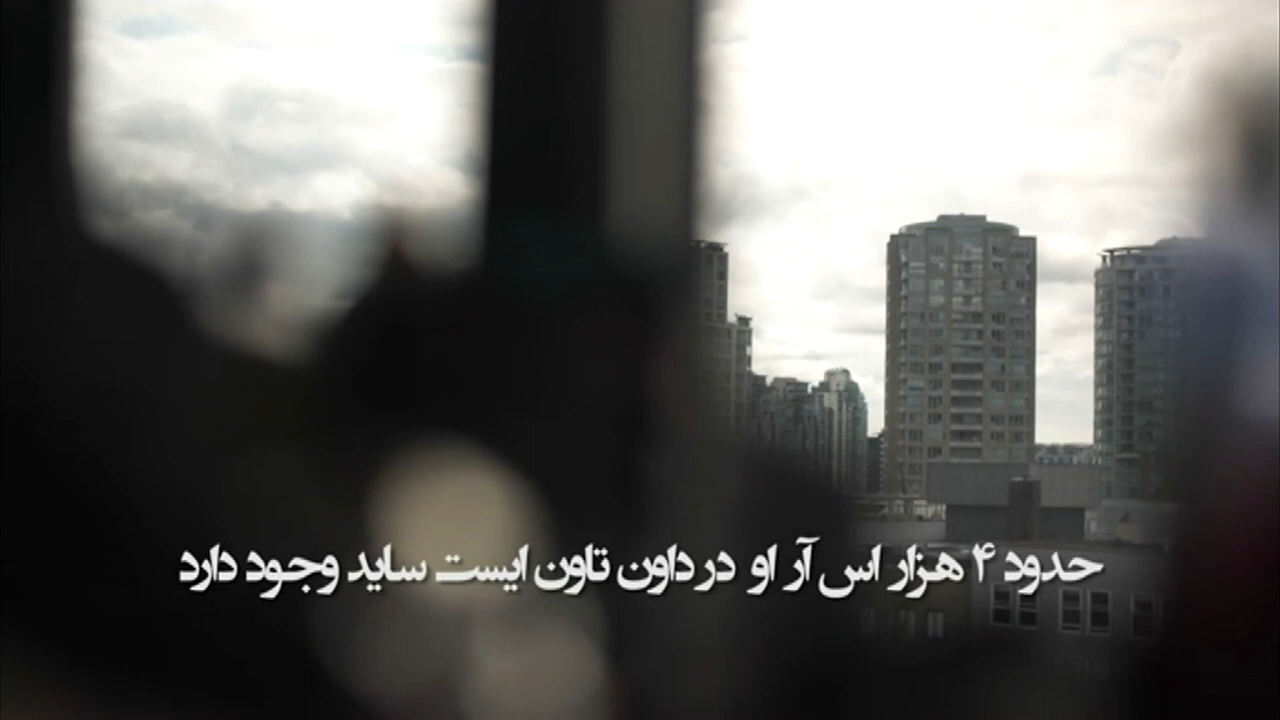 حدود ۴ هزار اس آر او در داون تاون ایست ساید وجود دارد